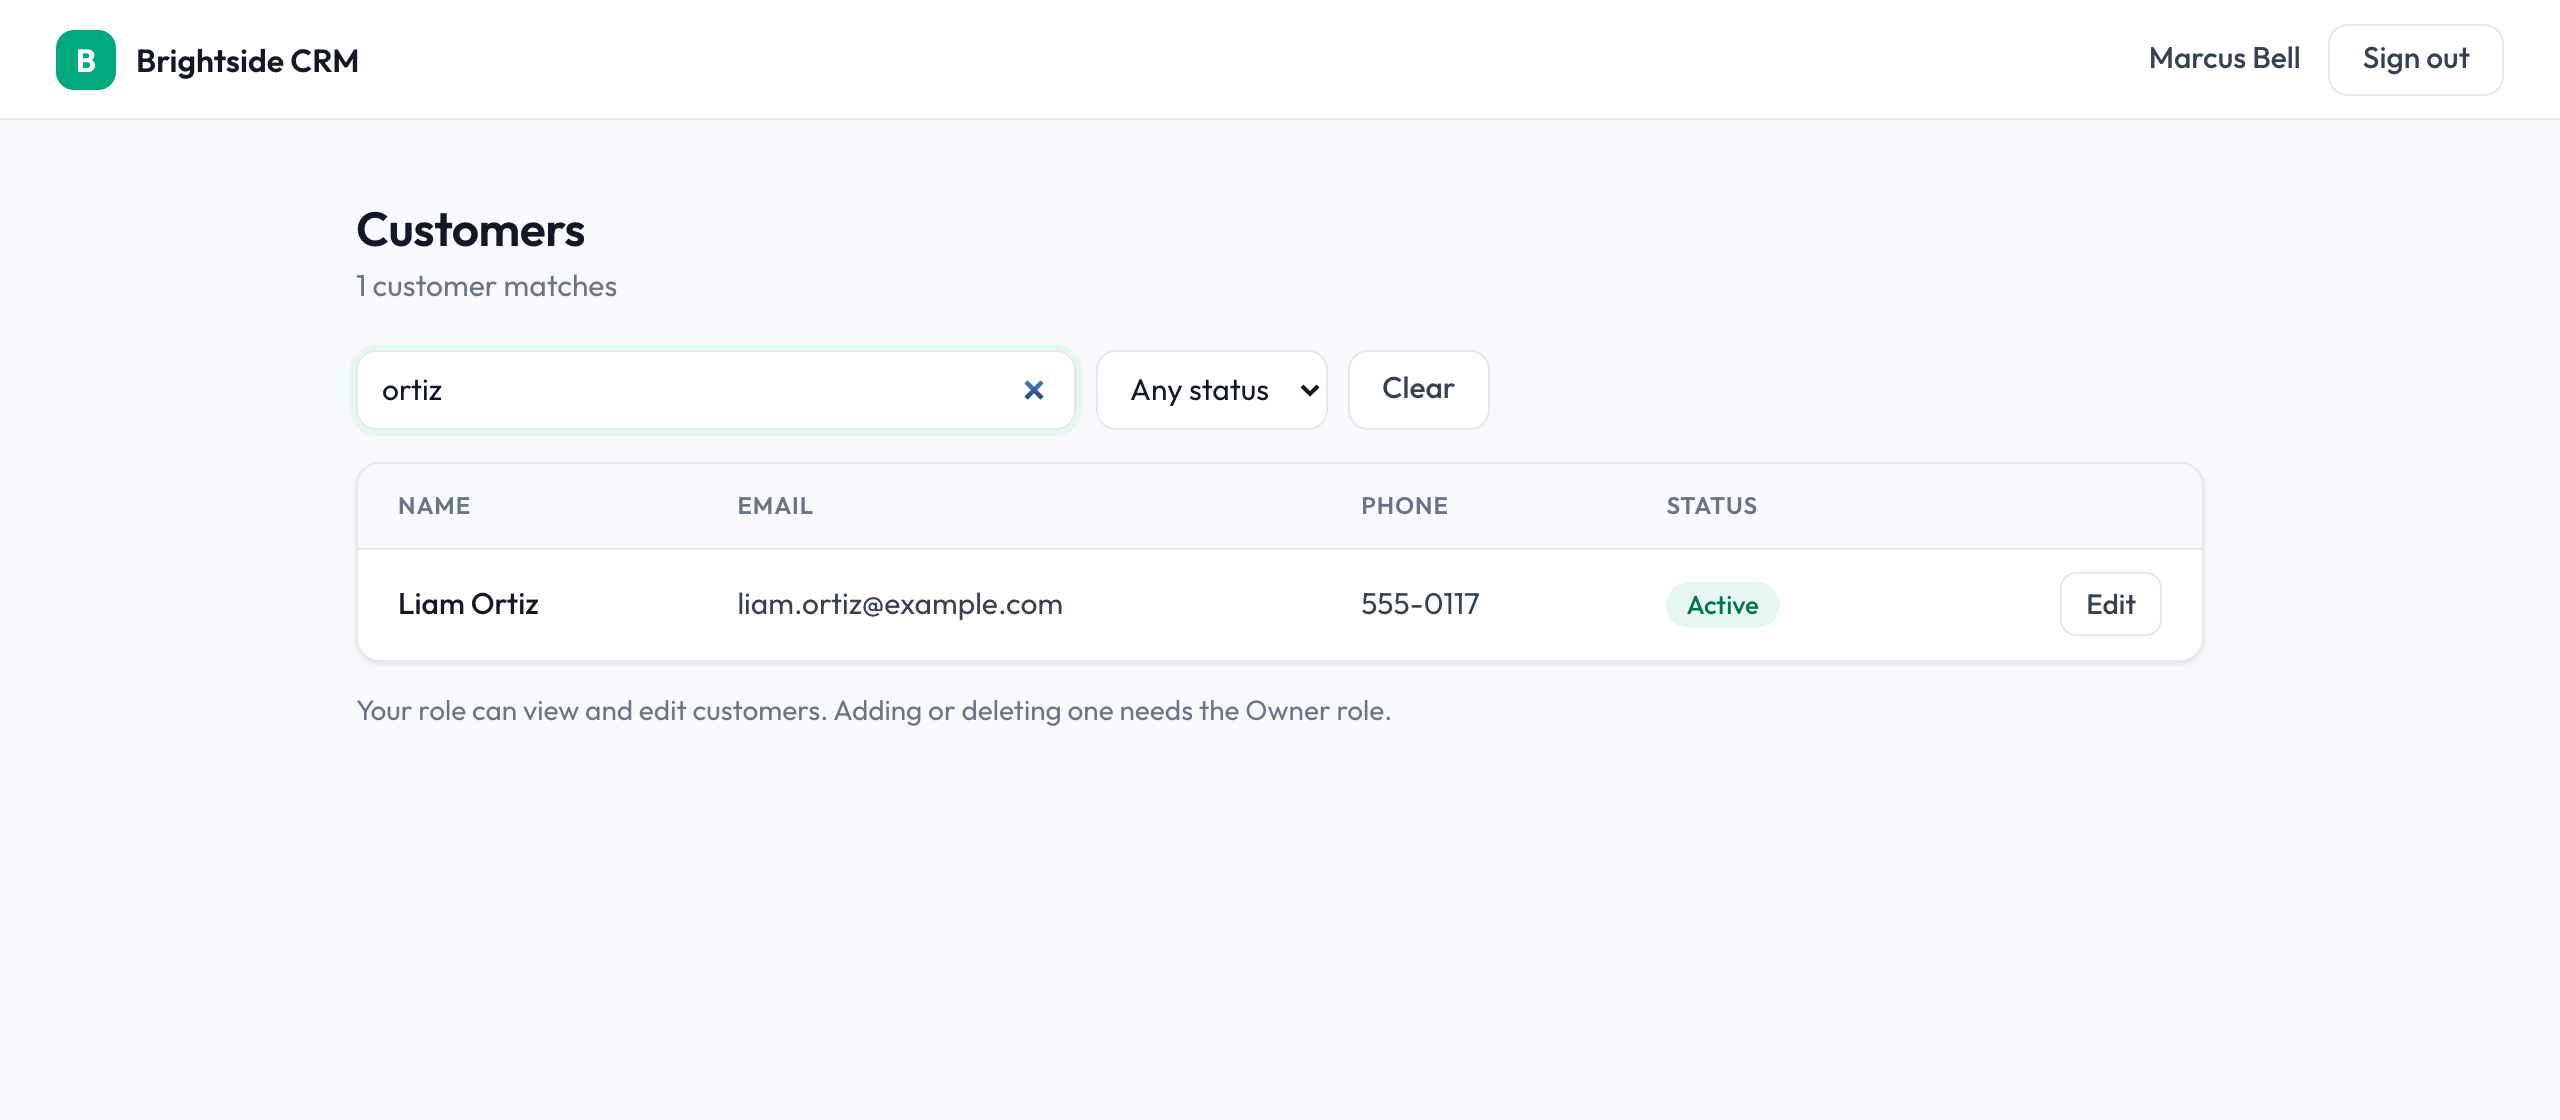 B Brightside CRM
Marcus Bell Sign out
Customers
1 customer matches
ortiz Any status Clear
NAME EMAIL PHONE STATUS
Liam Ortiz liam.ortiz@example.com 555-0117 Active Edit
Your role can view and edit customers. Adding or deleting one needs the Owner role.